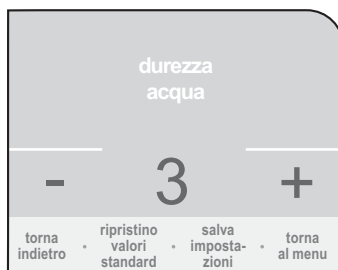 durezza
acqua
- 3 +
torna
indietro
•
ripristino
valori
standard
•
salva
imposta-
zioni
•
torna
al menu